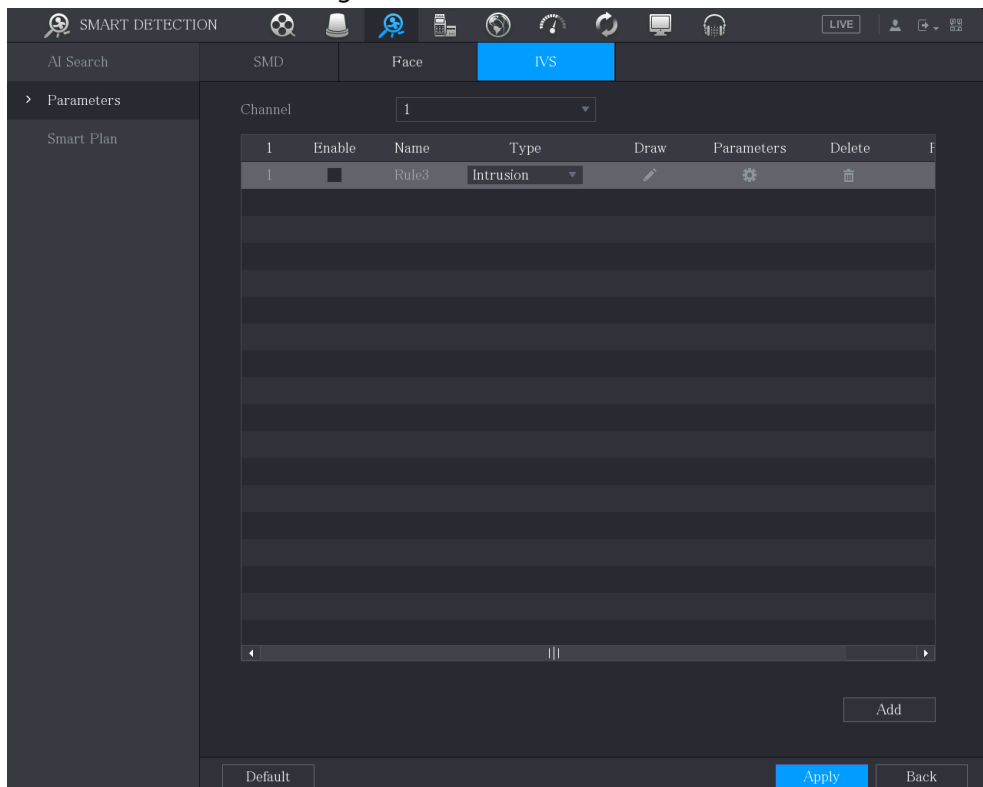 SMART DETECTION LIVE
AI Search SMD Face IVS
Parameters
Smart Plan
Channel 1
1 Enable Name Type Draw Parameters Delete
1 Rule3 Intrusion
Add
Default Apply Back